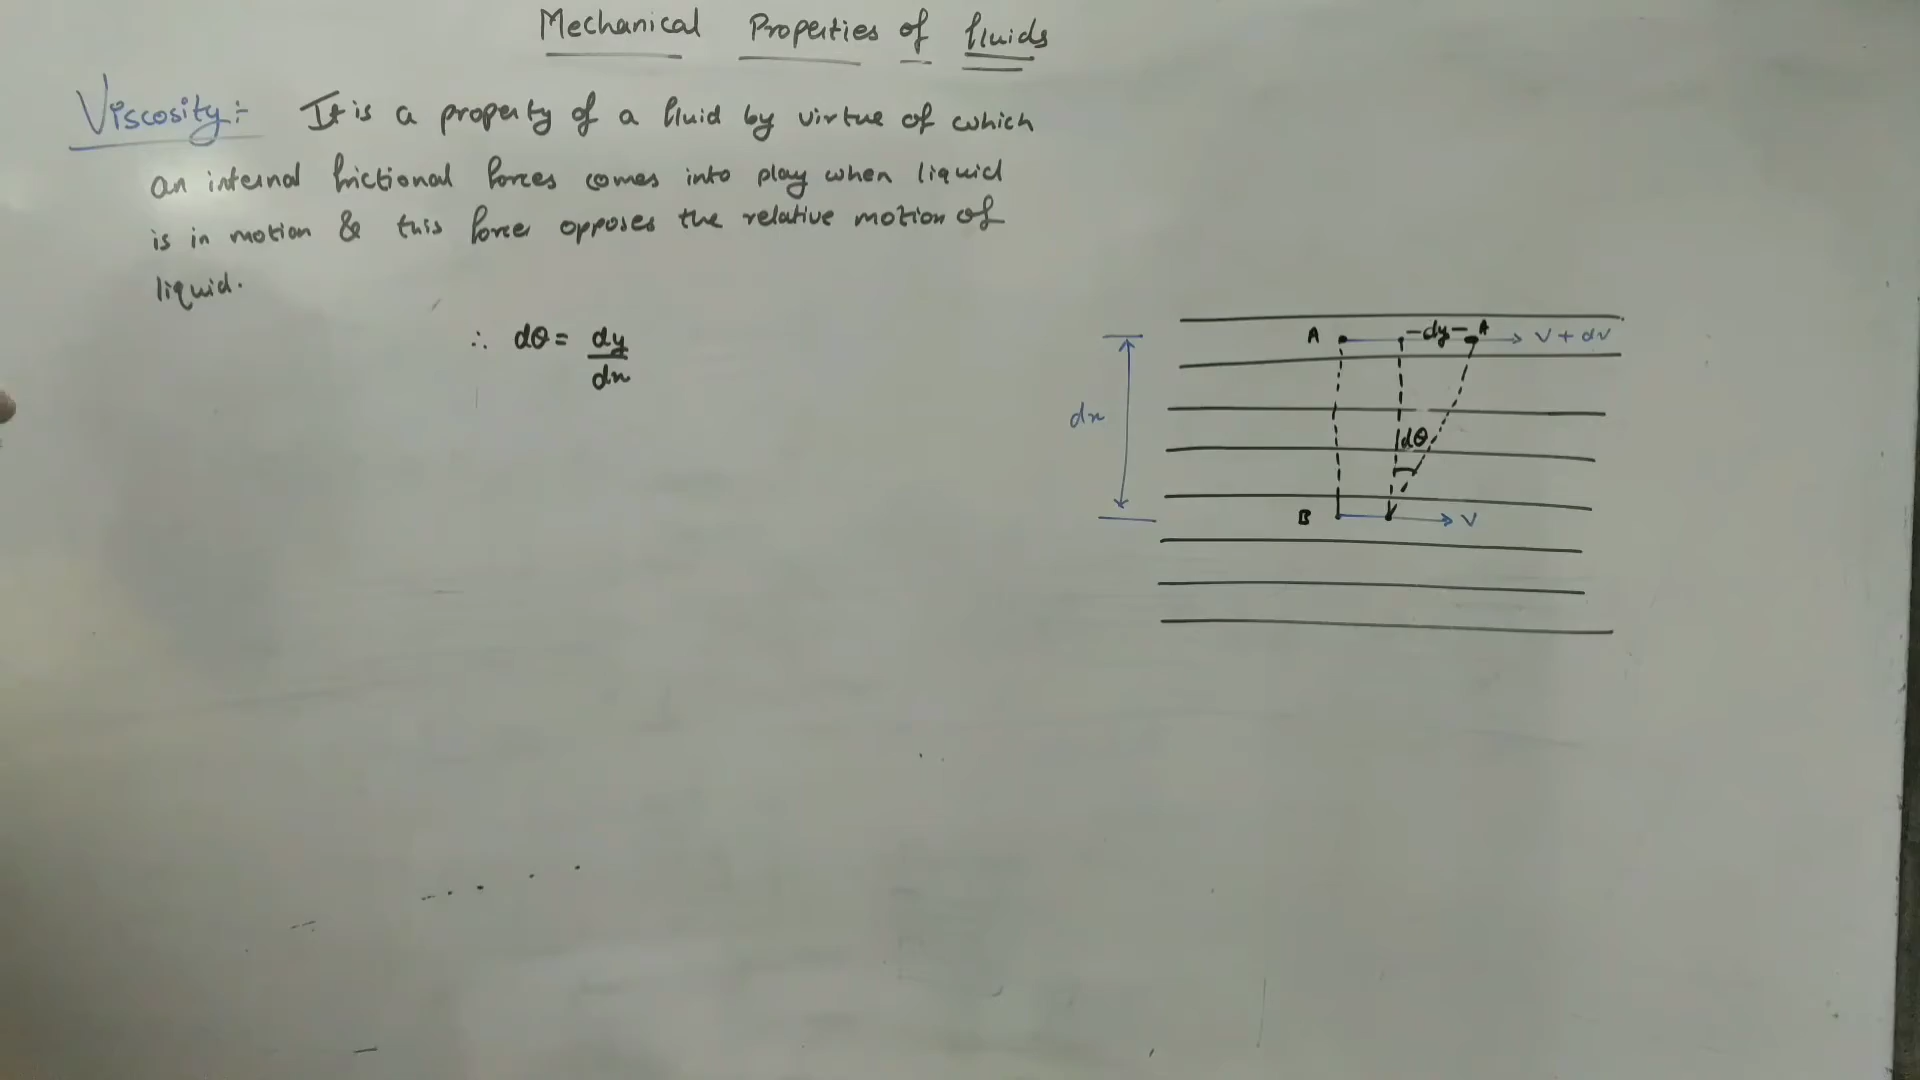 Mechanical Properties of fluids
Viscosity:- It is a property of a fluid by virtue of which
an internal frictional forces comes into play when liquid
is in motion & this force opposes the relative motion of
liquid.
∴ dθ = dy/dx
A -dy- A V + dv
dx
dθ
B V